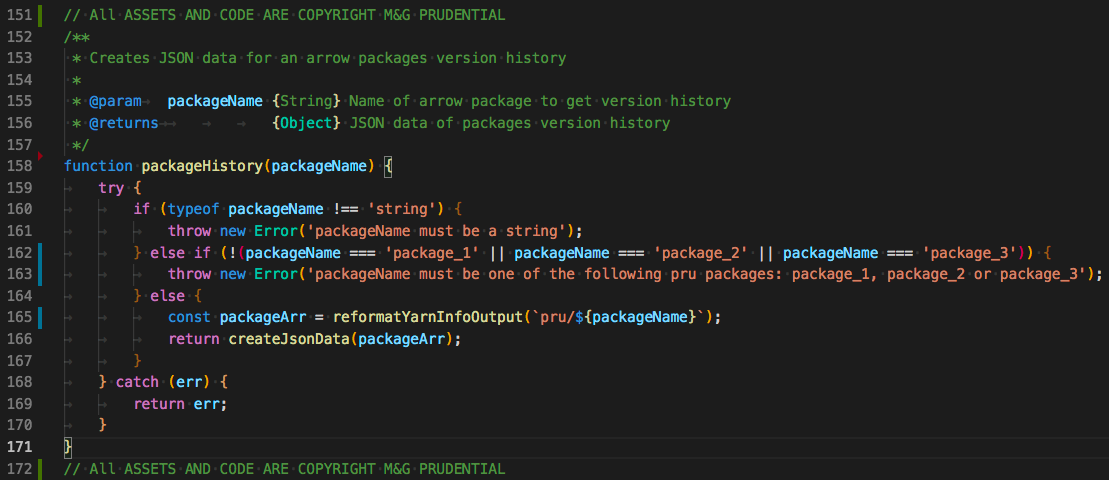 151 // All ASSETS AND CODE ARE COPYRIGHT M&G PRUDENTIAL
152 /**
153  * Creates JSON data for an arrow packages version history
154  *
155  * @param  packageName {String} Name of arrow package to get version history
156  * @returns            {Object} JSON data of packages version history
157  */
158 function packageHistory(packageName) {
159     try {
160         if (typeof packageName !== 'string') {
161             throw new Error('packageName must be a string');
162         } else if (!(packageName === 'package_1' || packageName === 'package_2' || packageName === 'package_3')) {
163             throw new Error('packageName must be one of the following pru packages: package_1, package_2 or package_3');
164         } else {
165             const packageArr = reformatYarnInfoOutput(`pru/${packageName}`);
166             return createJsonData(packageArr);
167         }
168     } catch (err) {
169         return err;
170     }
171 }
172 // All ASSETS AND CODE ARE COPYRIGHT M&G PRUDENTIAL